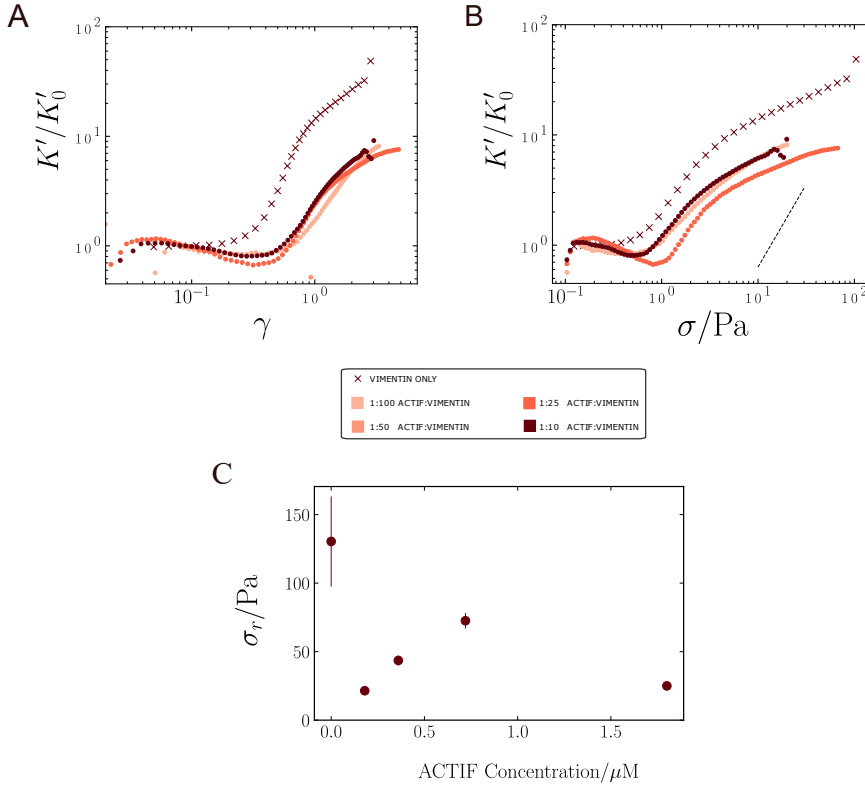 A
B
10²
10¹
10⁰
K′/K′₀
10⁻¹
10⁰
γ
10²
10¹
10⁰
K′/K′₀
10⁻¹
10⁰
10¹
10²
σ/Pa
VIMENTIN ONLY
1:100 ACTIF:VIMENTIN
1:25 ACTIF:VIMENTIN
1:50 ACTIF:VIMENTIN
1:10 ACTIF:VIMENTIN
C
150
100
50
0
σᵣ/Pa
0.0
0.5
1.0
1.5
ACTIF Concentration/μM